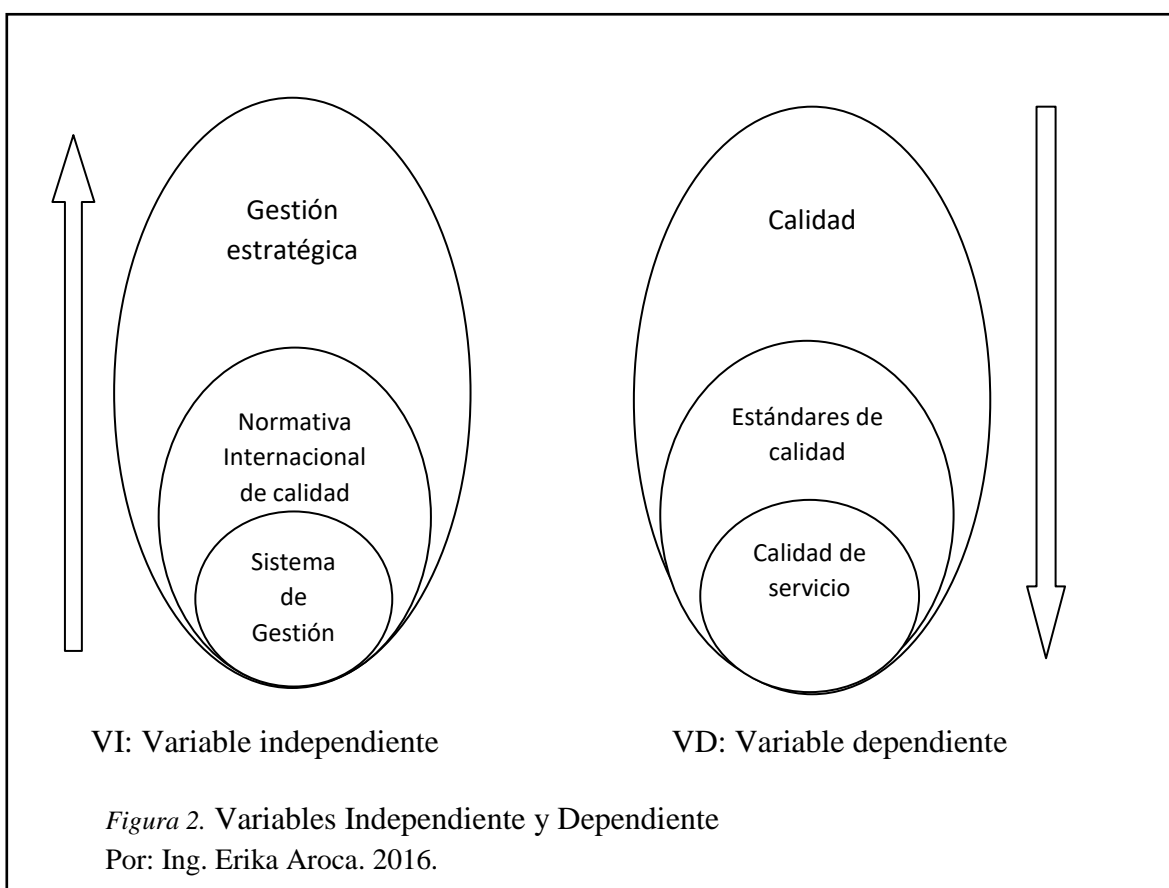 Gestión
estratégica
Normativa
Internacional
de calidad
Sistema
de
Gestión
Calidad
Estándares de
calidad
Calidad de
servicio
VI: Variable independiente
VD: Variable dependiente
Figura 2. Variables Independiente y Dependiente
Por: Ing. Erika Aroca. 2016.